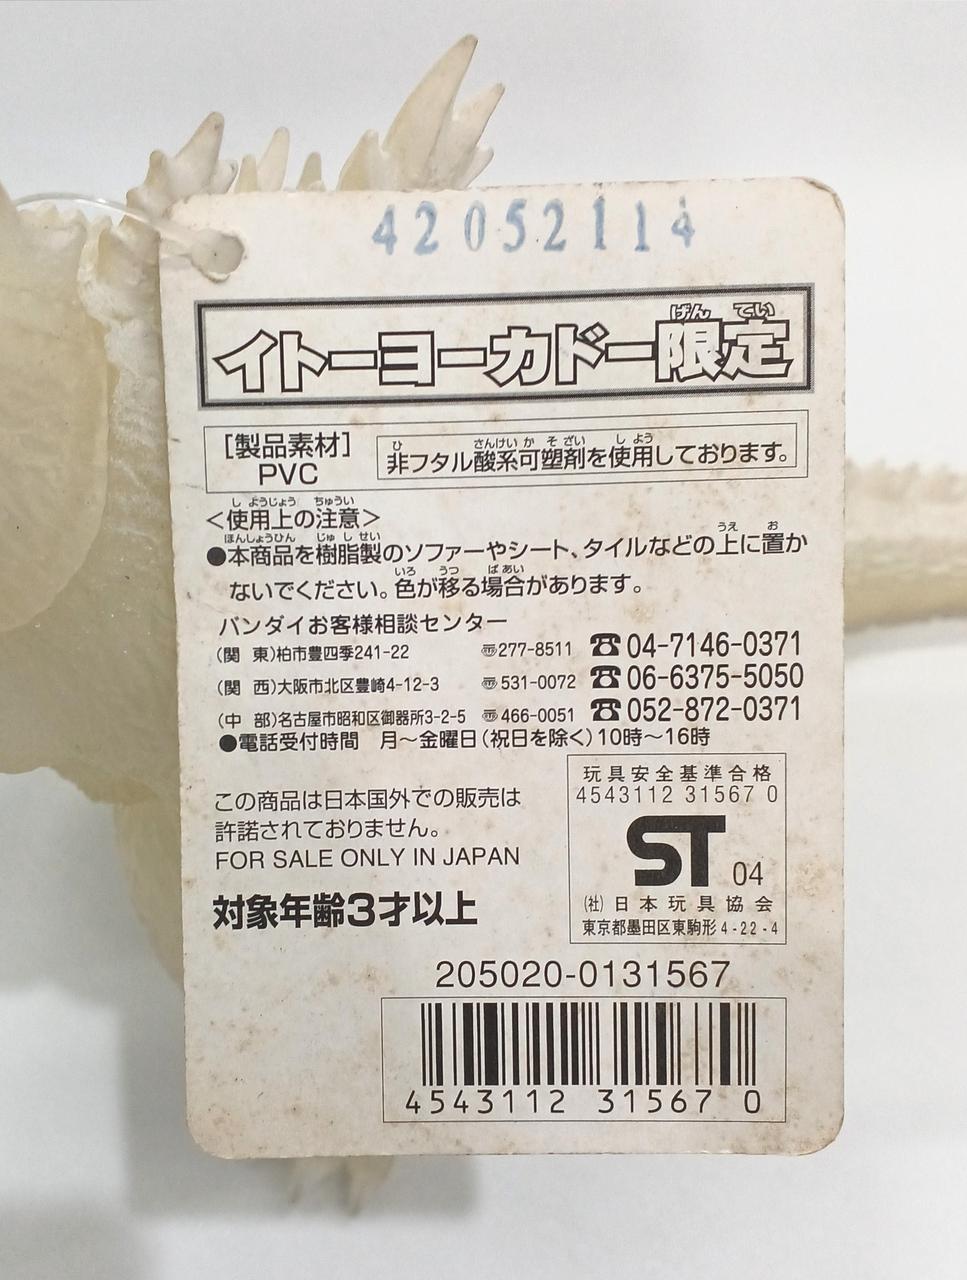 42052114
イトーヨーカドー限定
げん てい
[製品素材]
PVC
非フタル酸系可塑剤を使用しております。
ひ さんけい か そ ざい し よう
<使用上の注意>
し ようじょう ちゅうい
●本商品を樹脂製のソファーやシート、タイルなどの上に置か
ほんしょうひん じゅ し せい うえ お
ないでください。色が移る場合があります。
いろ うつ ばあい
バンダイお客様相談センター
(関 東)柏市豊四季241-22 〠277-8511 ☎04-7146-0371
(関 西)大阪市北区豊崎4-12-3 〠531-0072 ☎06-6375-5050
(中 部)名古屋市昭和区御器所3-2-5 〠466-0051 ☎052-872-0371
●電話受付時間 月～金曜日(祝日を除く)10時～16時
この商品は日本国外での販売は
許諾されておりません。
FOR SALE ONLY IN JAPAN
対象年齢3才以上
玩具安全基準合格
4543112 31567 0
ST 04
(社)日本玩具協会
東京都墨田区東駒形4-22-4
205020-0131567
4543112 31567 0